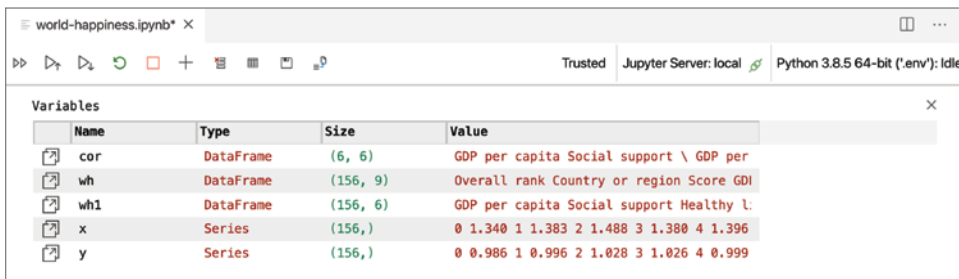 world-happiness.ipynb*
Trusted Jupyter Server: local Python 3.8.5 64-bit ('.env'): Idle
Variables
Name Type Size Value
cor DataFrame (6, 6) GDP per capita Social support \ GDP per
wh DataFrame (156, 9) Overall rank Country or region Score GDI
wh1 DataFrame (156, 6) GDP per capita Social support Healthy l
x Series (156,) 0 1.340 1 1.383 2 1.488 3 1.380 4 1.396
y Series (156,) 0 0.986 1 0.996 2 1.028 3 1.026 4 0.999